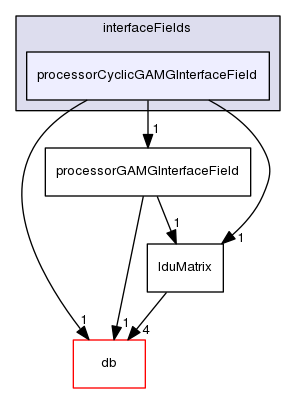 interfaceFields
processorCyclicGAMGInterfaceField
1
processorGAMGInterfaceField
1
lduMatrix
1
1
1
4
db